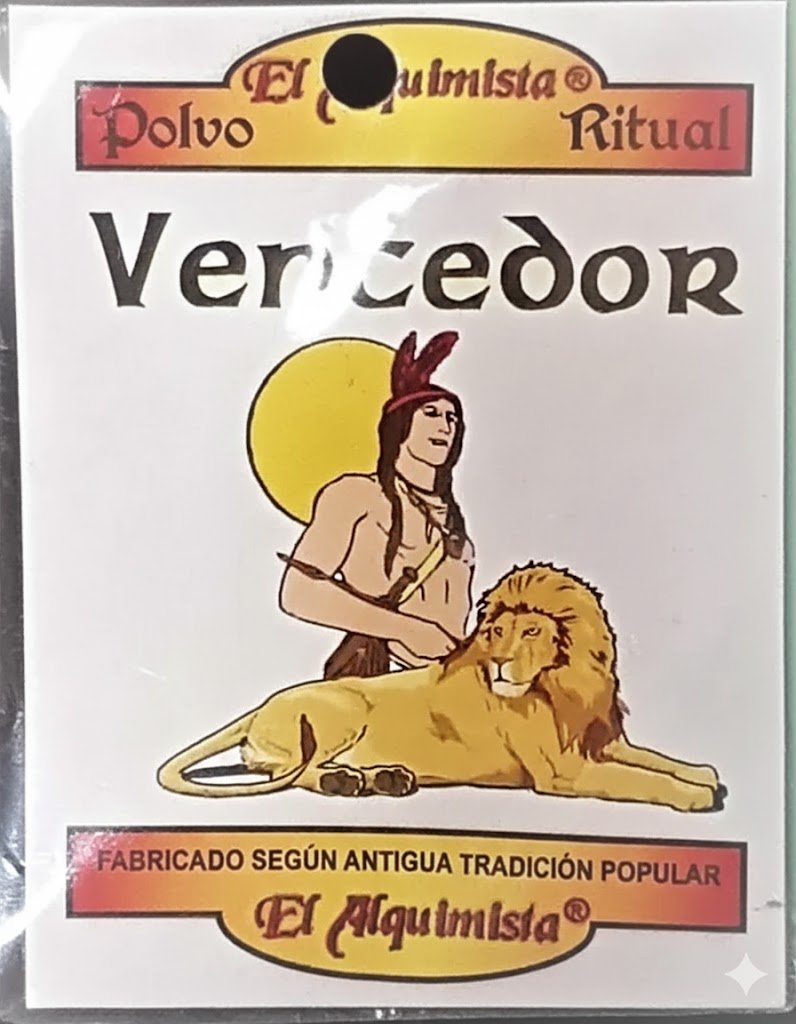 El Alquimista®
Polvo Ritual
Vencedor
FABRICADO SEGÚN ANTIGUA TRADICIÓN POPULAR
El Alquimista®